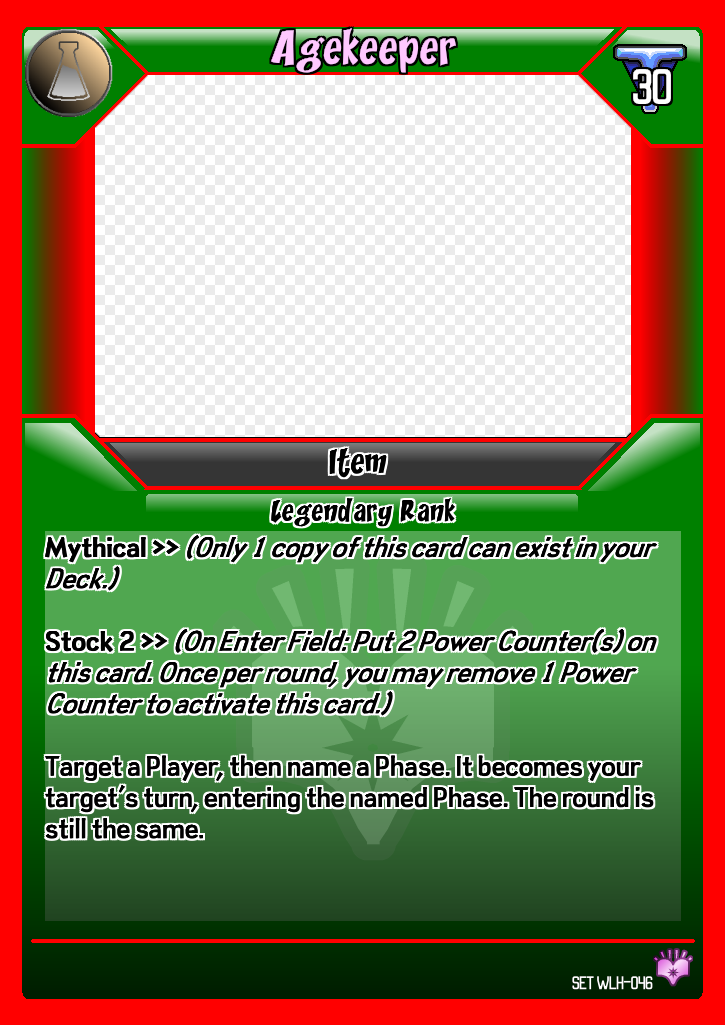 Agekeeper
30
Item
Legendary Rank
Mythical >> (Only 1 copy of this card can exist in your
Deck.)
Stock 2 >> (On Enter Field: Put 2 Power Counter(s) on
this card. Once per round, you may remove 1 Power
Counter to activate this card.)
Target a Player, then name a Phase. It becomes your
target's turn, entering the named Phase. The round is
still the same.
SET WLH-046